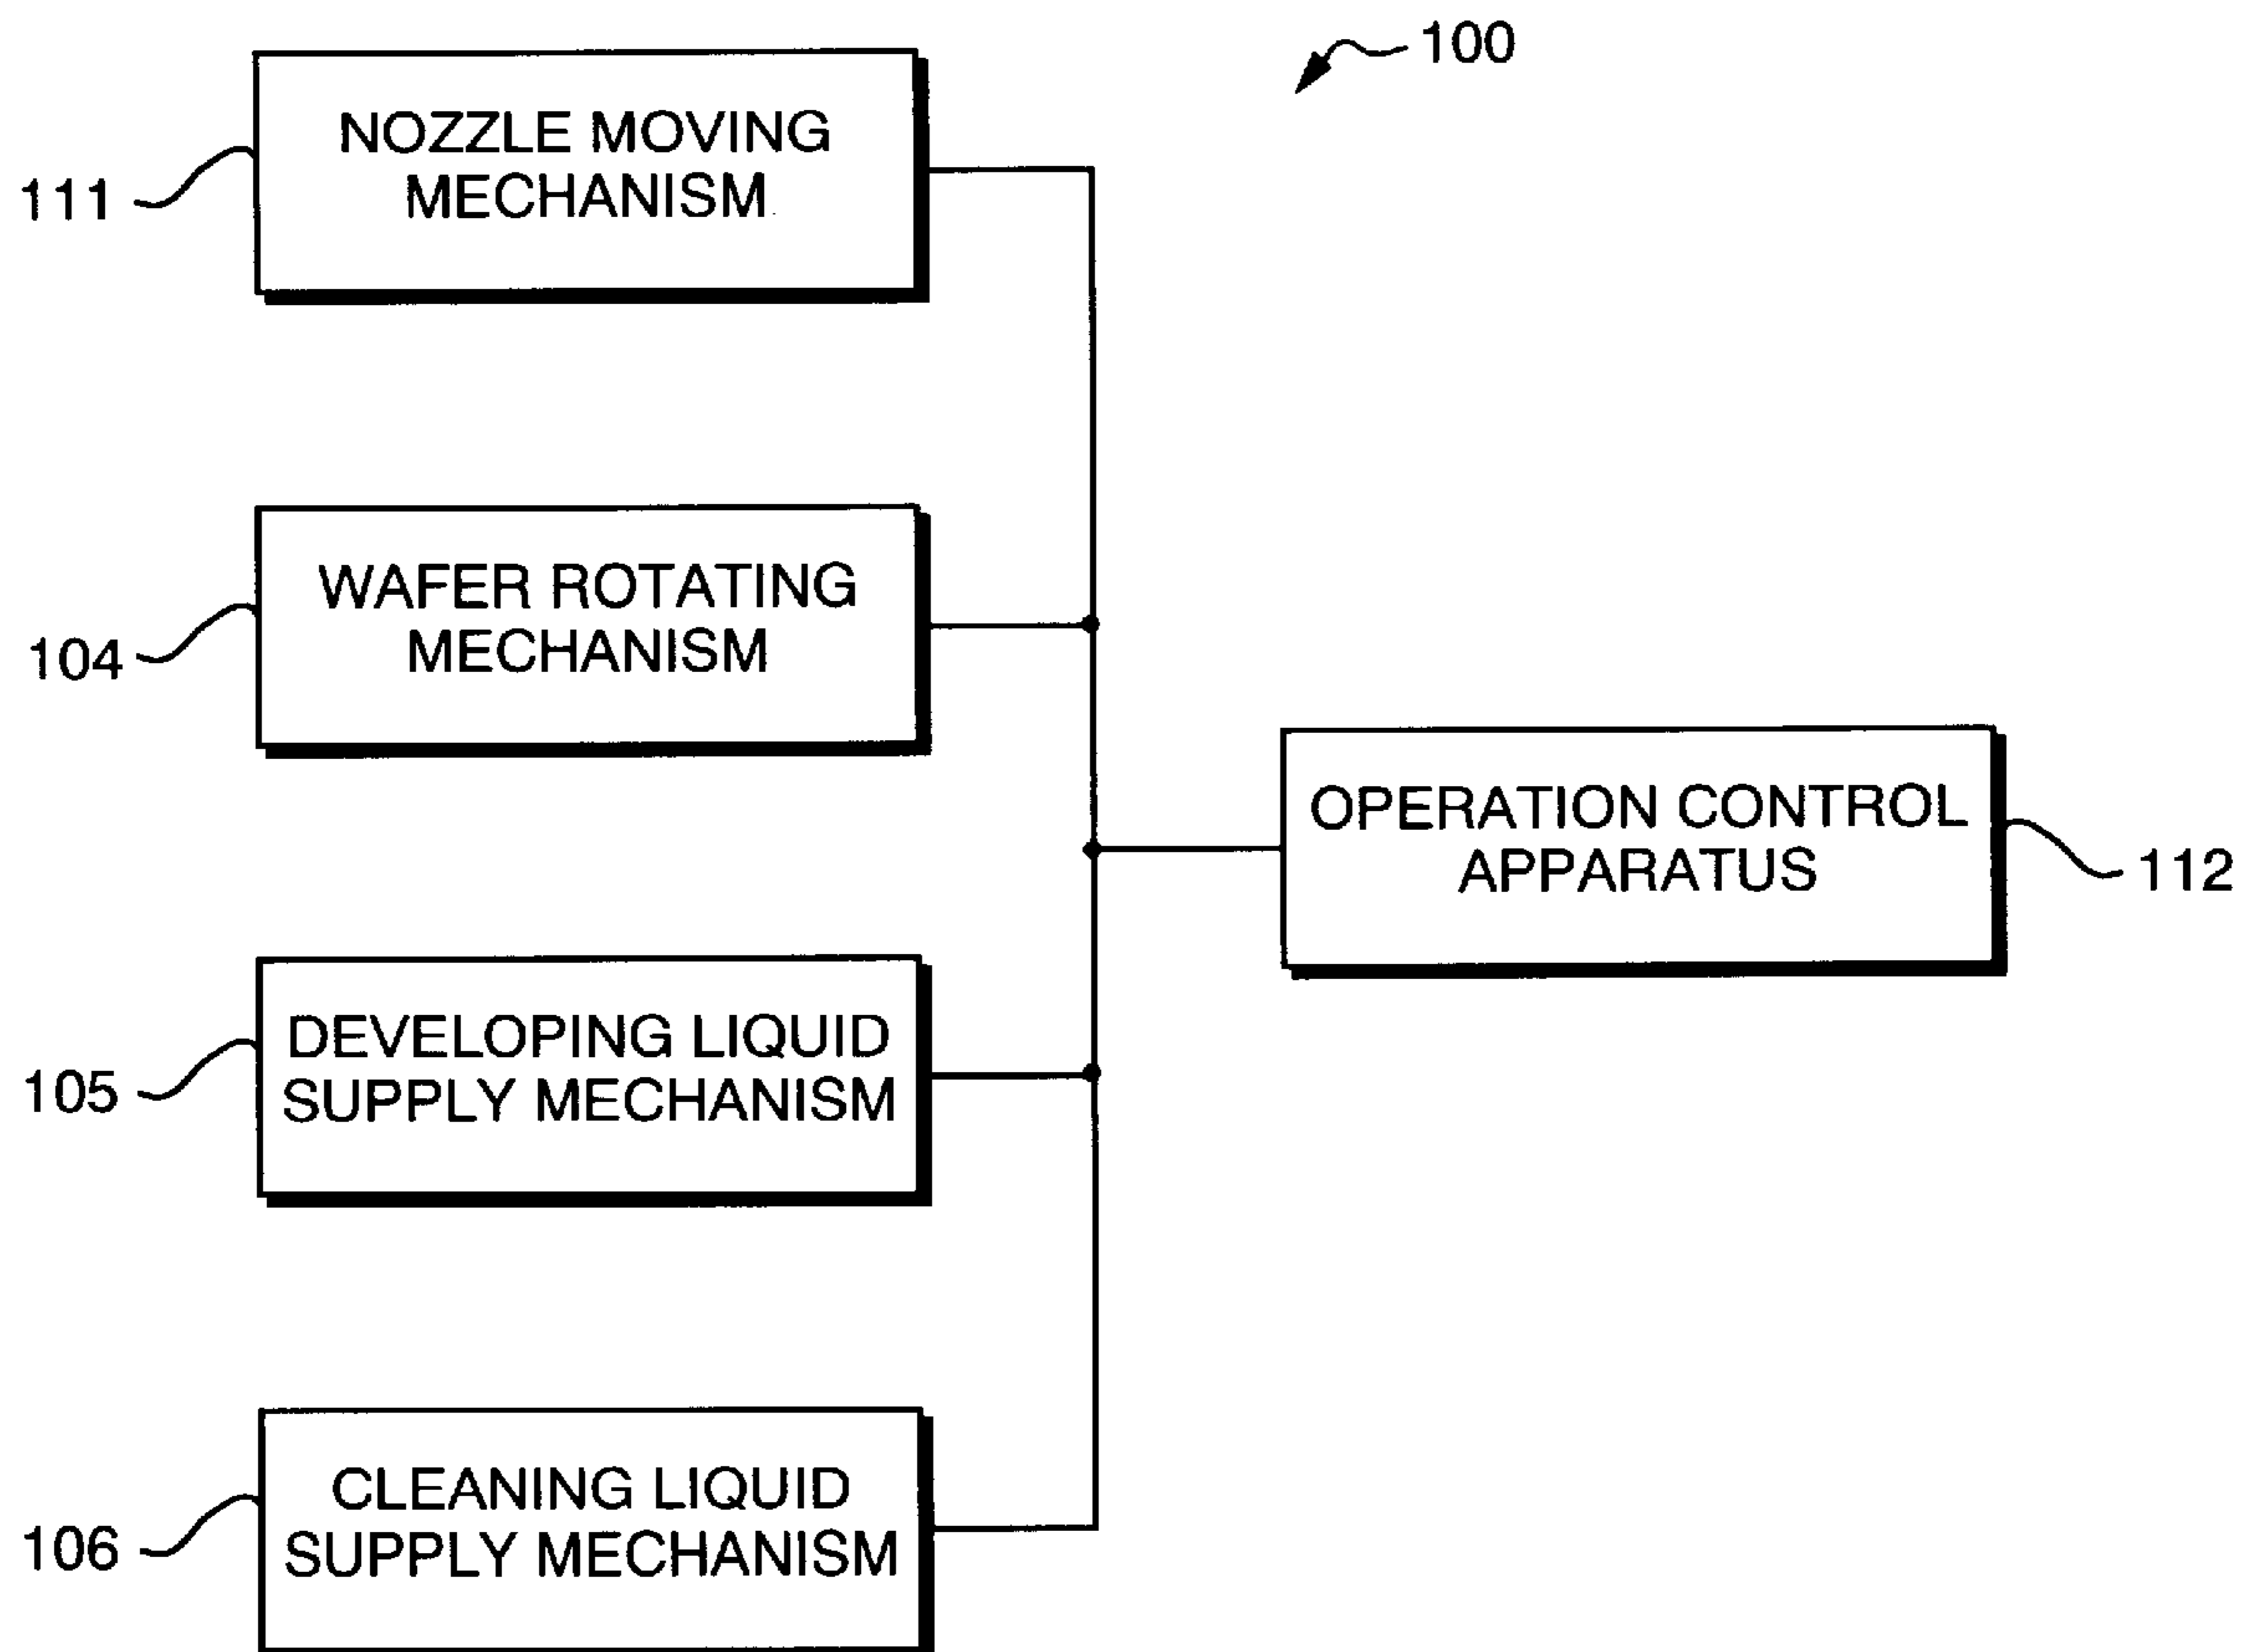 100
NOZZLE MOVING
MECHANISM
111
WAFER ROTATING
MECHANISM
104
OPERATION CONTROL
APPARATUS
112
DEVELOPING LIQUID
SUPPLY MECHANISM
105
CLEANING LIQUID
SUPPLY MECHANISM
106